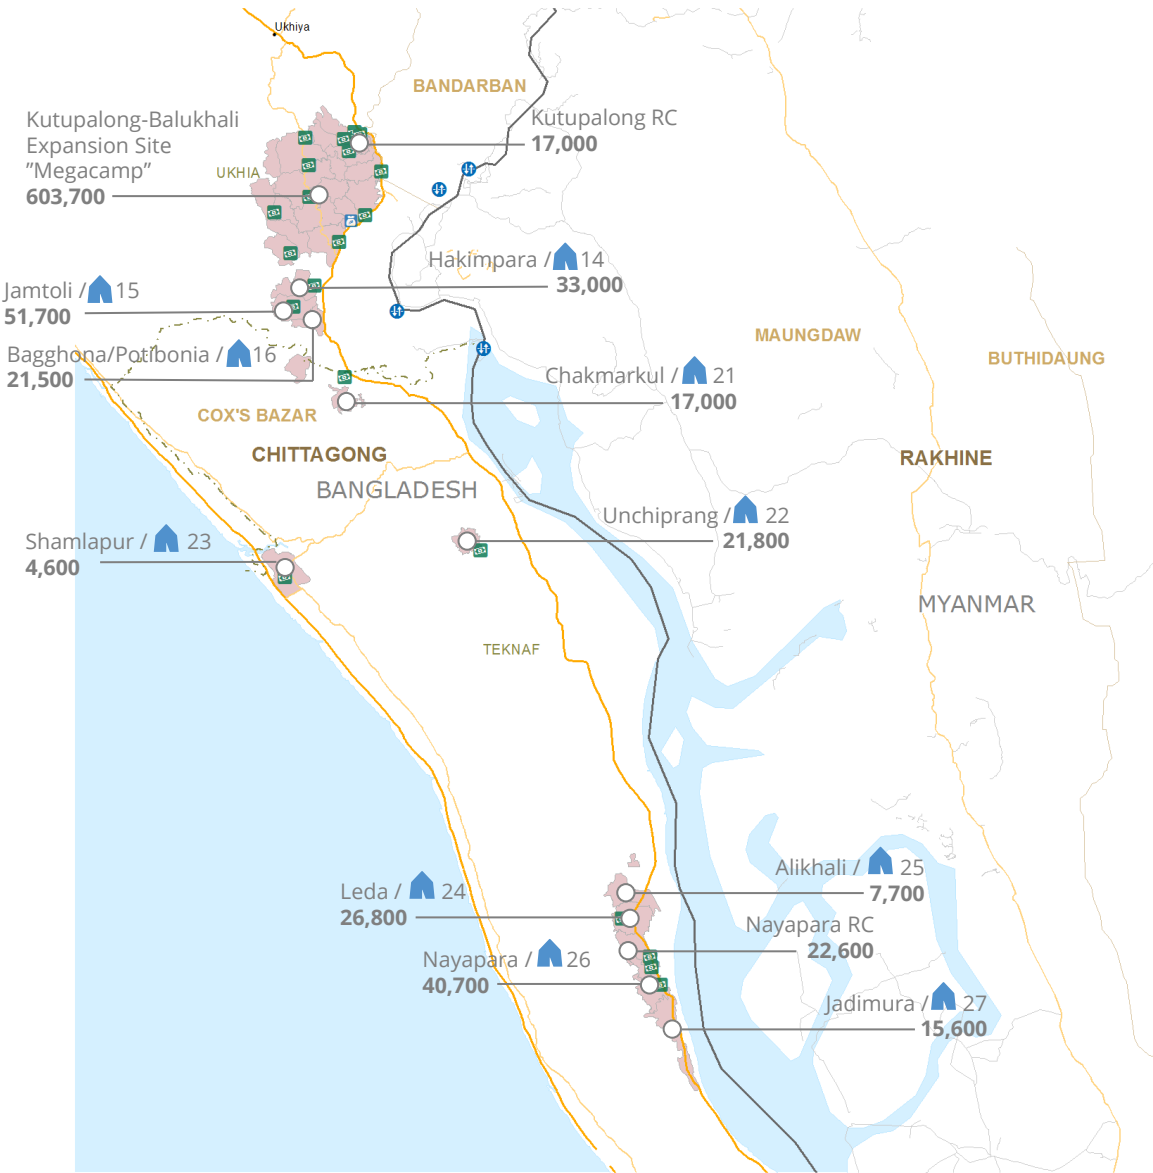 Ukhiya
BANDARBAN
Kutupalong-Balukhali
Expansion Site
”Megacamp”
603,700
Kutupalong RC
17,000
UKHIA
Hakimpara / 14
33,000
Jamtoli / 15
51,700
MAUNGDAW
BUTHIDAUNG
Bagghona/Potibonia / 16
21,500
Chakmarkul / 21
17,000
COX'S BAZAR
CHITTAGONG
RAKHINE
BANGLADESH
Unchiprang / 22
21,800
Shamlapur / 23
4,600
MYANMAR
TEKNAF
Alikhali / 25
7,700
Leda / 24
26,800
Nayapara RC
22,600
Nayapara / 26
40,700
Jadimura / 27
15,600